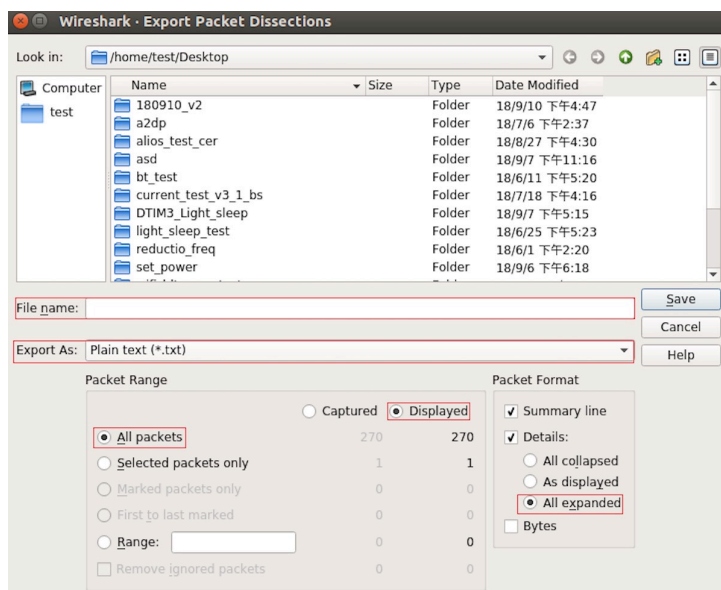 Wireshark · Export Packet Dissections
Look in: /home/test/Desktop
Computer
test
Name Size Type Date Modified
180910_v2 Folder 18/9/10 下午4:47
a2dp Folder 18/7/6 下午2:37
alios_test_cer Folder 18/8/27 下午4:30
asd Folder 18/9/7 下午11:16
bt_test Folder 18/6/11 下午5:20
current_test_v3_1_bs Folder 18/7/18 下午4:16
DTIM3_Light_sleep Folder 18/9/7 下午5:15
light_sleep_test Folder 18/6/25 下午5:23
reductio_freq Folder 18/6/1 下午2:20
set_power Folder 18/9/6 下午6:18
File name:
Save
Cancel
Export As: Plain text (*.txt)
Help
Packet Range
Packet Format
Captured Displayed
Summary line
All packets 270 270
Details:
Selected packets only 1 1
All collapsed
Marked packets only 0 0
As displayed
First to last marked 0 0
All expanded
Range: 0 0
Bytes
Remove ignored packets 0 0